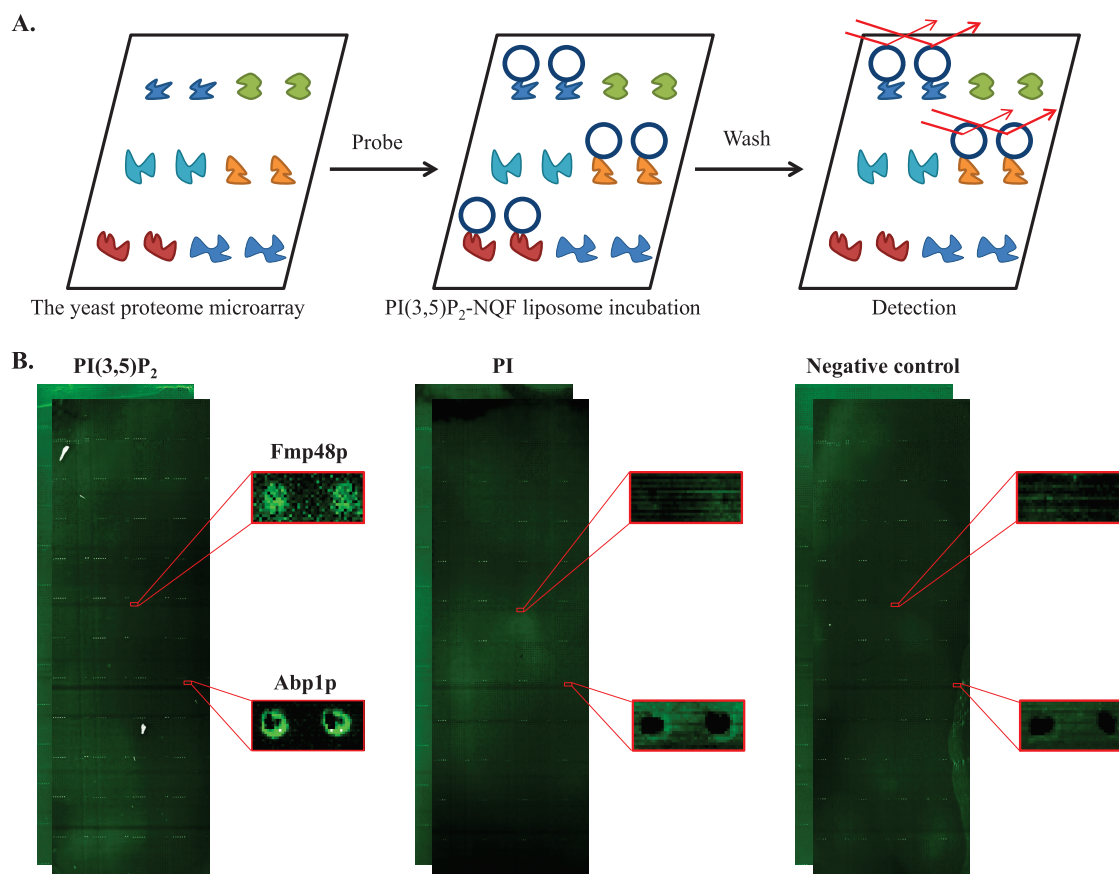 A.
Probe
Wash
The yeast proteome microarray
PI(3,5)P₂-NQF liposome incubation
Detection
B.
PI(3,5)P₂
PI
Negative control
Fmp48p
Abp1p